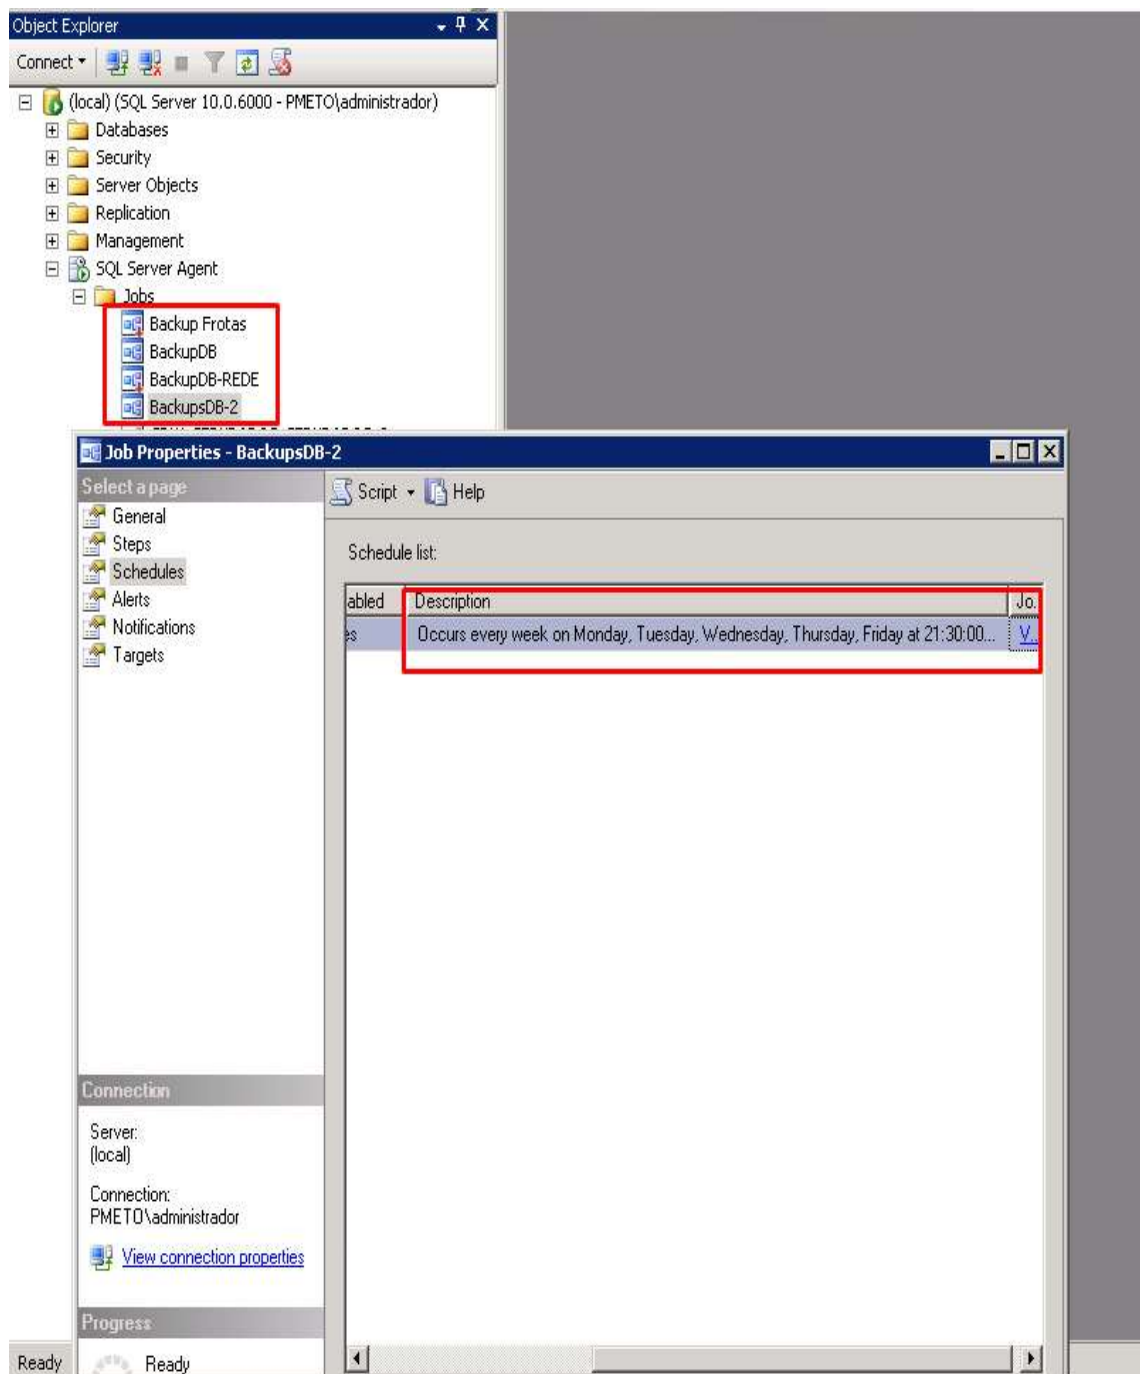 Object Explorer
Connect
(local) (SQL Server 10.0.6000 - PMETO\administrador)
Databases
Security
Server Objects
Replication
Management
SQL Server Agent
Jobs
Backup Frotas
BackupDB
BackupDB-REDE
BackupsDB-2
Job Properties - BackupsDB-2
Select a page
General
Steps
Schedules
Alerts
Notifications
Targets
Script
Help
Schedule list:
abled Description Jo.
es Occurs every week on Monday, Tuesday, Wednesday, Thursday, Friday at 21:30:00... V..
Connection
Server:
(local)
Connection:
PMETO\administrador
View connection properties
Progress
Ready
Ready